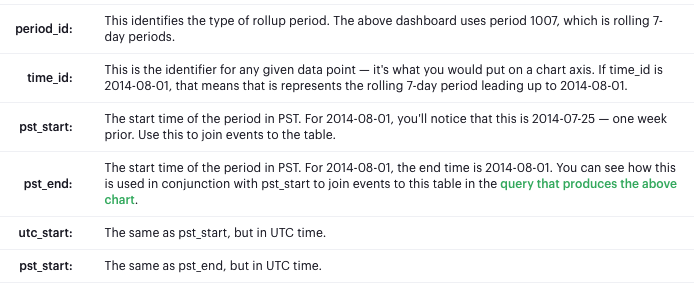 period_id: This identifies the type of rollup period. The above dashboard uses period 1007, which is rolling 7-
day periods.
time_id: This is the identifier for any given data point — it's what you would put on a chart axis. If time_id is
2014-08-01, that means that is represents the rolling 7-day period leading up to 2014-08-01.
pst_start: The start time of the period in PST. For 2014-08-01, you'll notice that this is 2014-07-25 — one week
prior. Use this to join events to the table.
pst_end: The start time of the period in PST. For 2014-08-01, the end time is 2014-08-01. You can see how this
is used in conjunction with pst_start to join events to this table in the query that produces the above
chart.
utc_start: The same as pst_start, but in UTC time.
pst_start: The same as pst_end, but in UTC time.